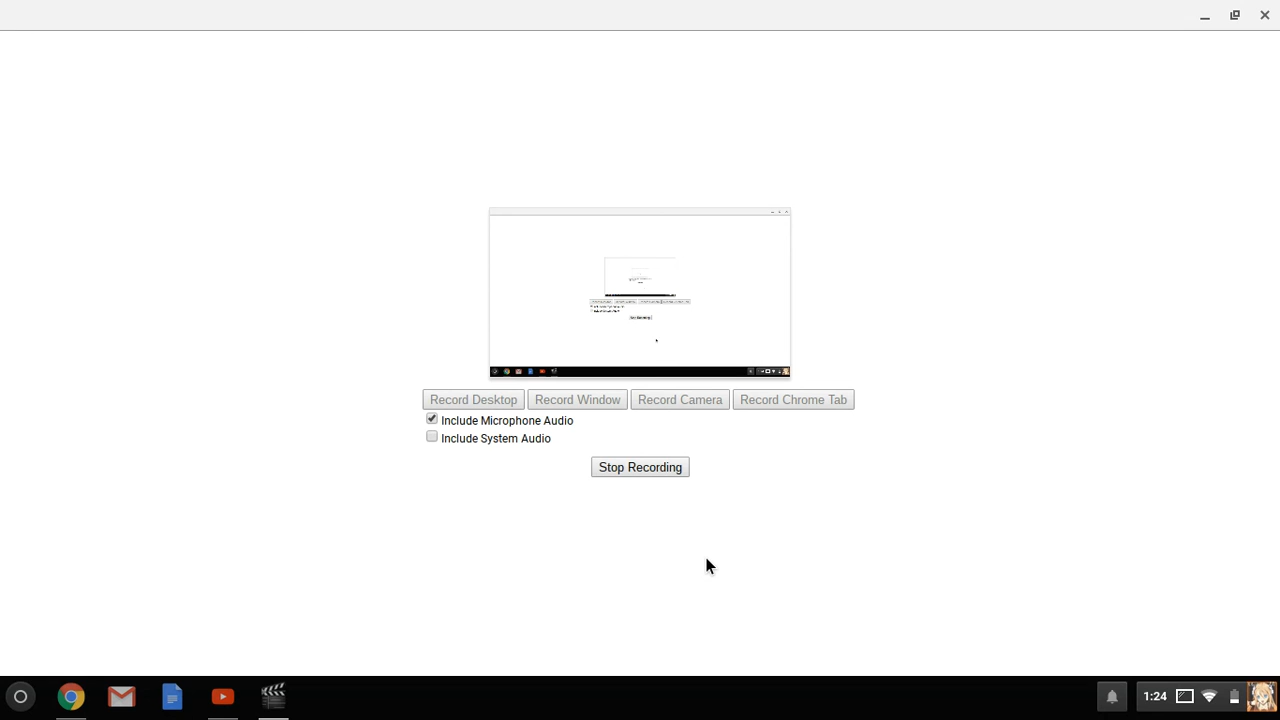 Record Desktop Record Window Record Camera Record Chrome Tab
Include Microphone Audio
Include System Audio
Stop Recording
1:24